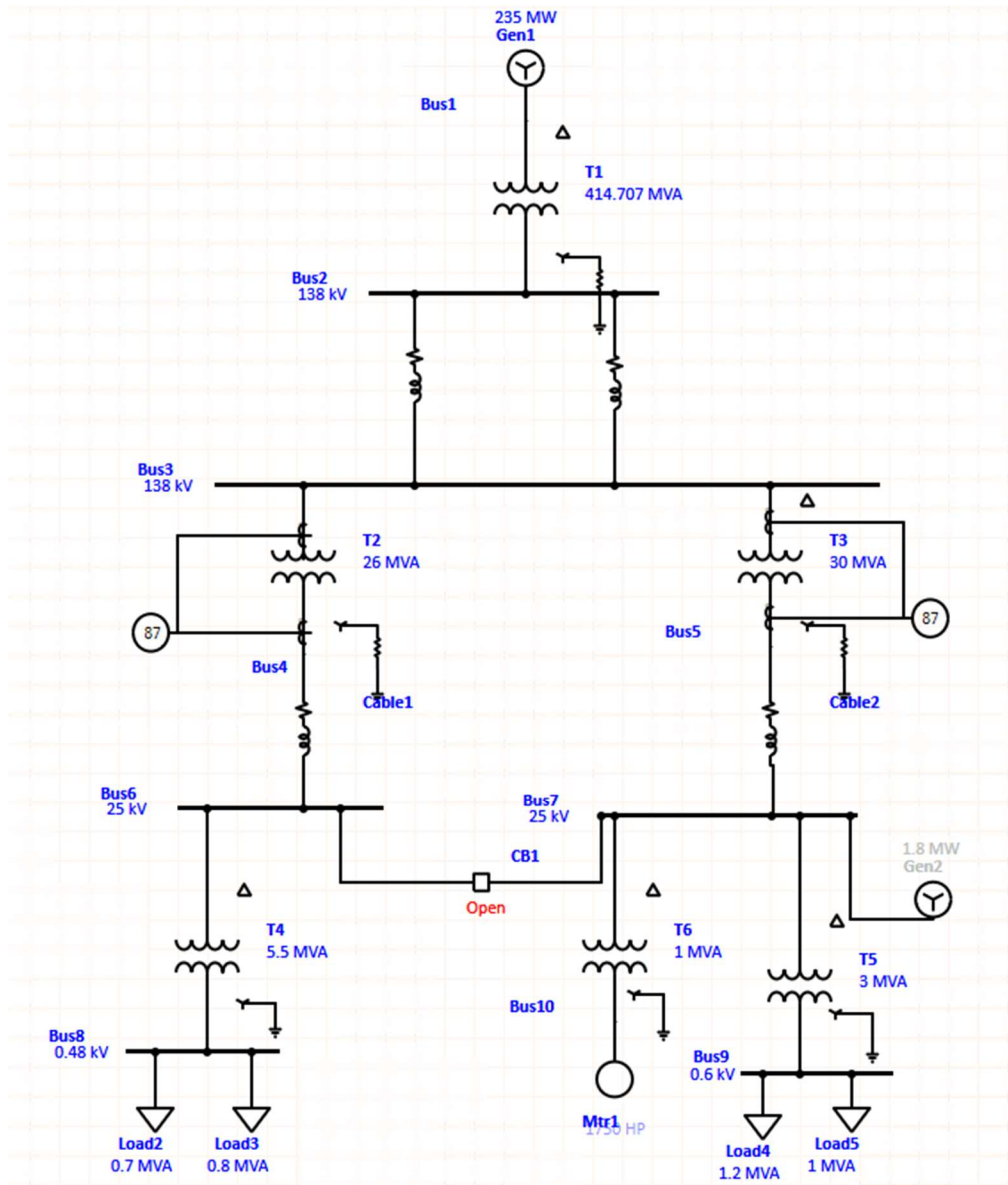 235 MW
Gen1
Bus1
T1
414.707 MVA
Bus2
138 kV
Bus3
138 kV
T2
26 MVA
T3
30 MVA
87
87
Bus4
Bus5
Cable1
Cable2
Bus6
25 kV
Bus7
25 kV
CB1
Open
1.8 MW
Gen2
T4
5.5 MVA
T6
1 MVA
T5
3 MVA
Bus10
Bus8
0.48 kV
Bus9
0.6 kV
Mtr1
1750 HP
Load2
0.7 MVA
Load3
0.8 MVA
Load4
1.2 MVA
Load5
1 MVA